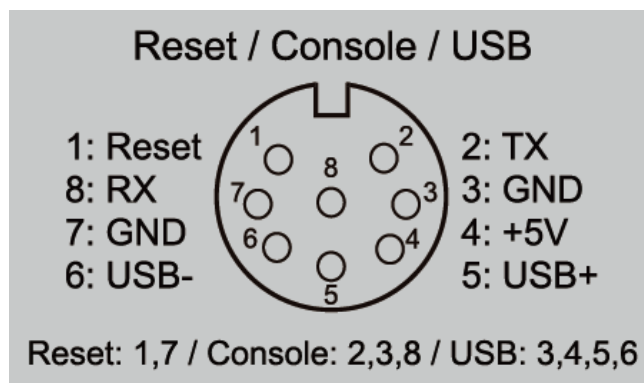 Reset / Console / USB
1: Reset
8: RX
7: GND
6: USB-
1
2
8
7
3
6
4
5
2: TX
3: GND
4: +5V
5: USB+
Reset: 1,7 / Console: 2,3,8 / USB: 3,4,5,6